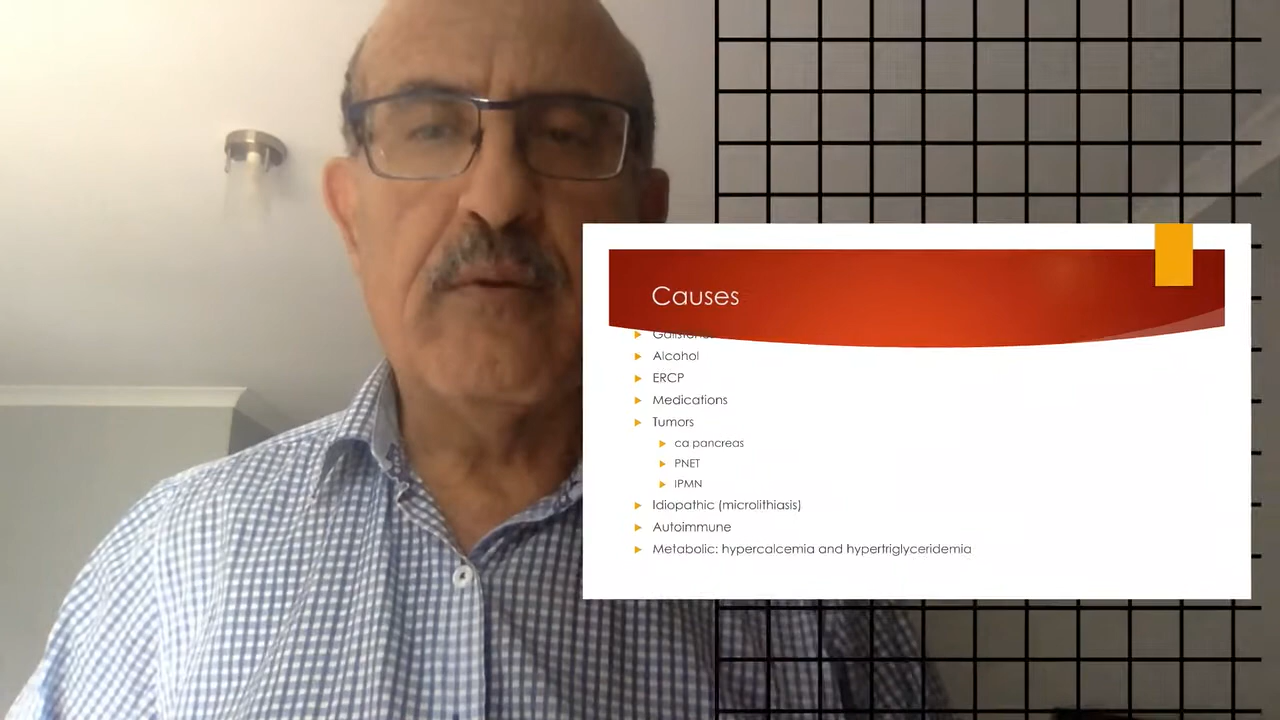 Causes
Alcohol
ERCP
Medications
Tumors
ca pancreas
PNET
IPMN
Idiopathic (microlithiasis)
Autoimmune
Metabolic: hypercalcemia and hypertriglyceridemia